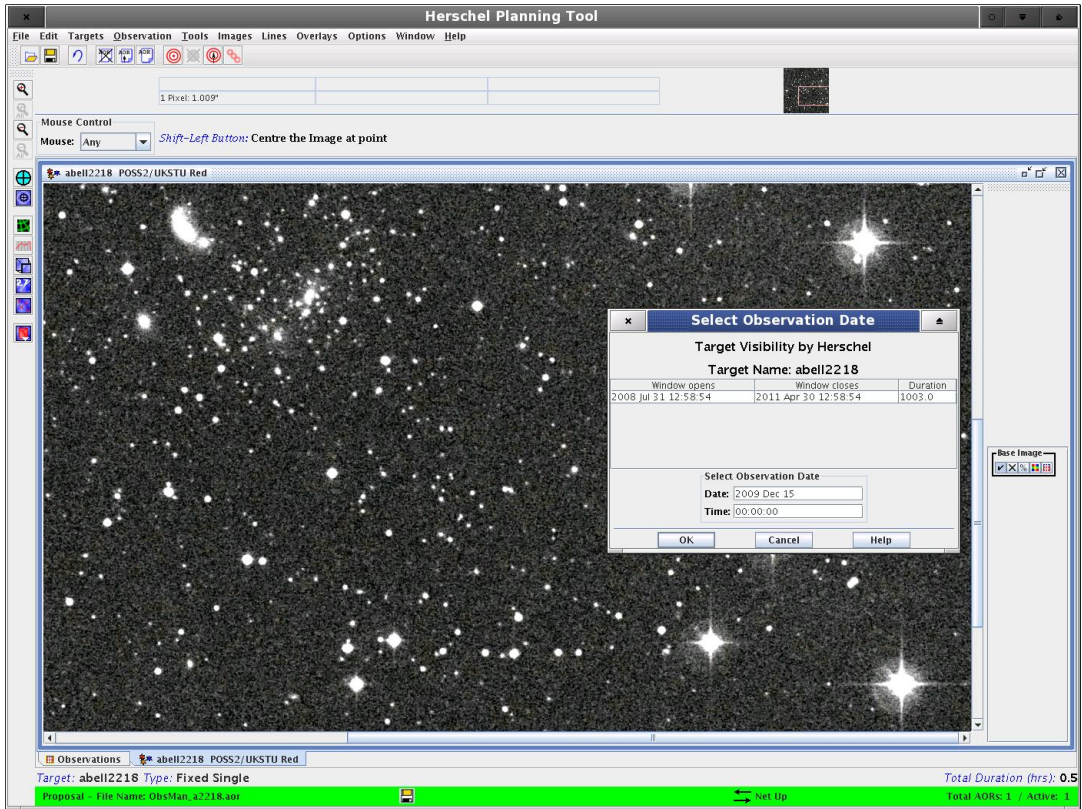 Herschel Planning Tool
File Edit Targets Observation Tools Images Lines Overlays Options Window Help
1 Pixel: 1.009"
Mouse Control
Mouse: Any Shift-Left Button: Centre the Image at point
abell2218 POSS2/UKSTU Red
Select Observation Date
Target Visibility by Herschel
Target Name: abell2218
Window opens Window closes Duration
2008 Jul 31 12:58:54 2011 Apr 30 12:58:54 1003.0
Select Observation Date
Date: 2009 Dec 15
Time: 00:00:00
OK Cancel Help
Base Image
Observations abell2218 POSS2/UKSTU Red
Target: abell2218 Type: Fixed Single Total Duration (hrs): 0.5
Proposal - File Name: ObsMan_a2218.aor Net Up Total AORs: 1 / Active: 1